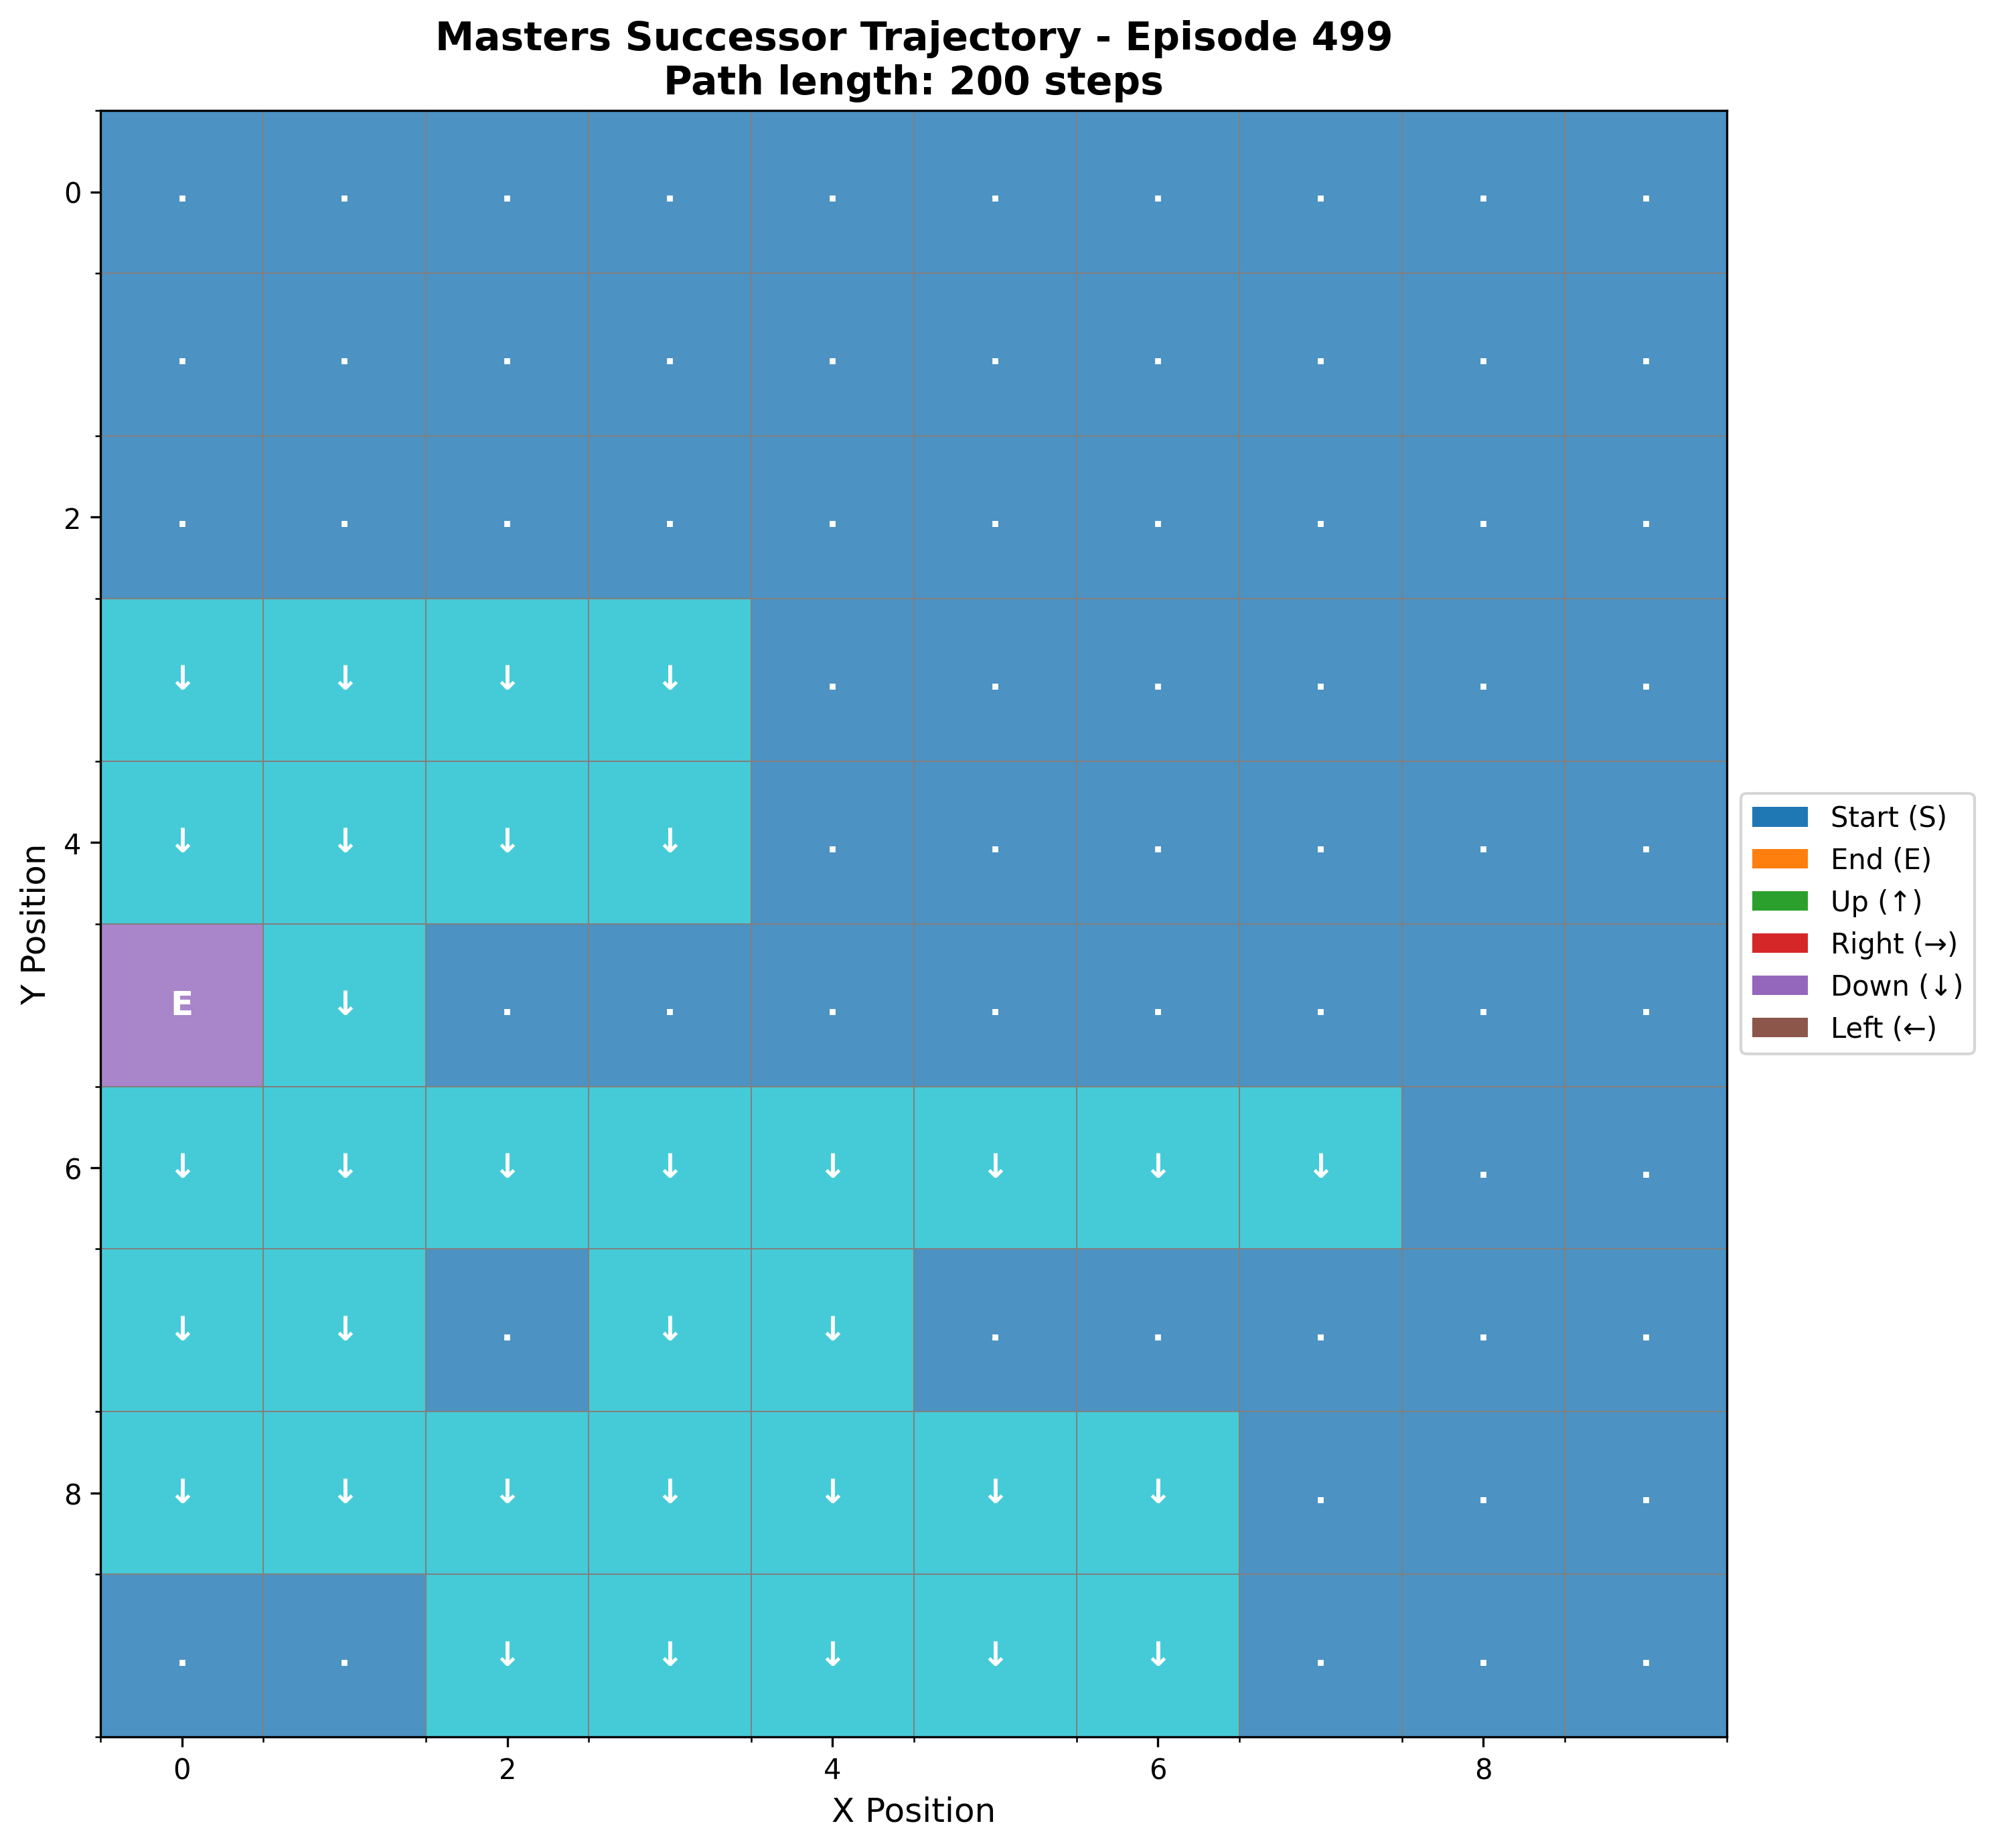 Masters Successor Trajectory - Episode 499
Path length: 200 steps
0 . . . . . . . . . .
. . . . . . . . . .
2 . . . . . . . . . .
↓ ↓ ↓ ↓ . . . . . .
4 ↓ ↓ ↓ ↓ . . . . . .
E ↓ . . . . . . . .
6 ↓ ↓ ↓ ↓ ↓ ↓ ↓ ↓ . .
↓ ↓ . ↓ ↓ . . . . .
8 ↓ ↓ ↓ ↓ ↓ ↓ ↓ . . .
. . ↓ ↓ ↓ ↓ ↓ . . .
0 2 4 6 8
X Position
Y Position
Start (S)
End (E)
Up (↑)
Right (→)
Down (↓)
Left (←)